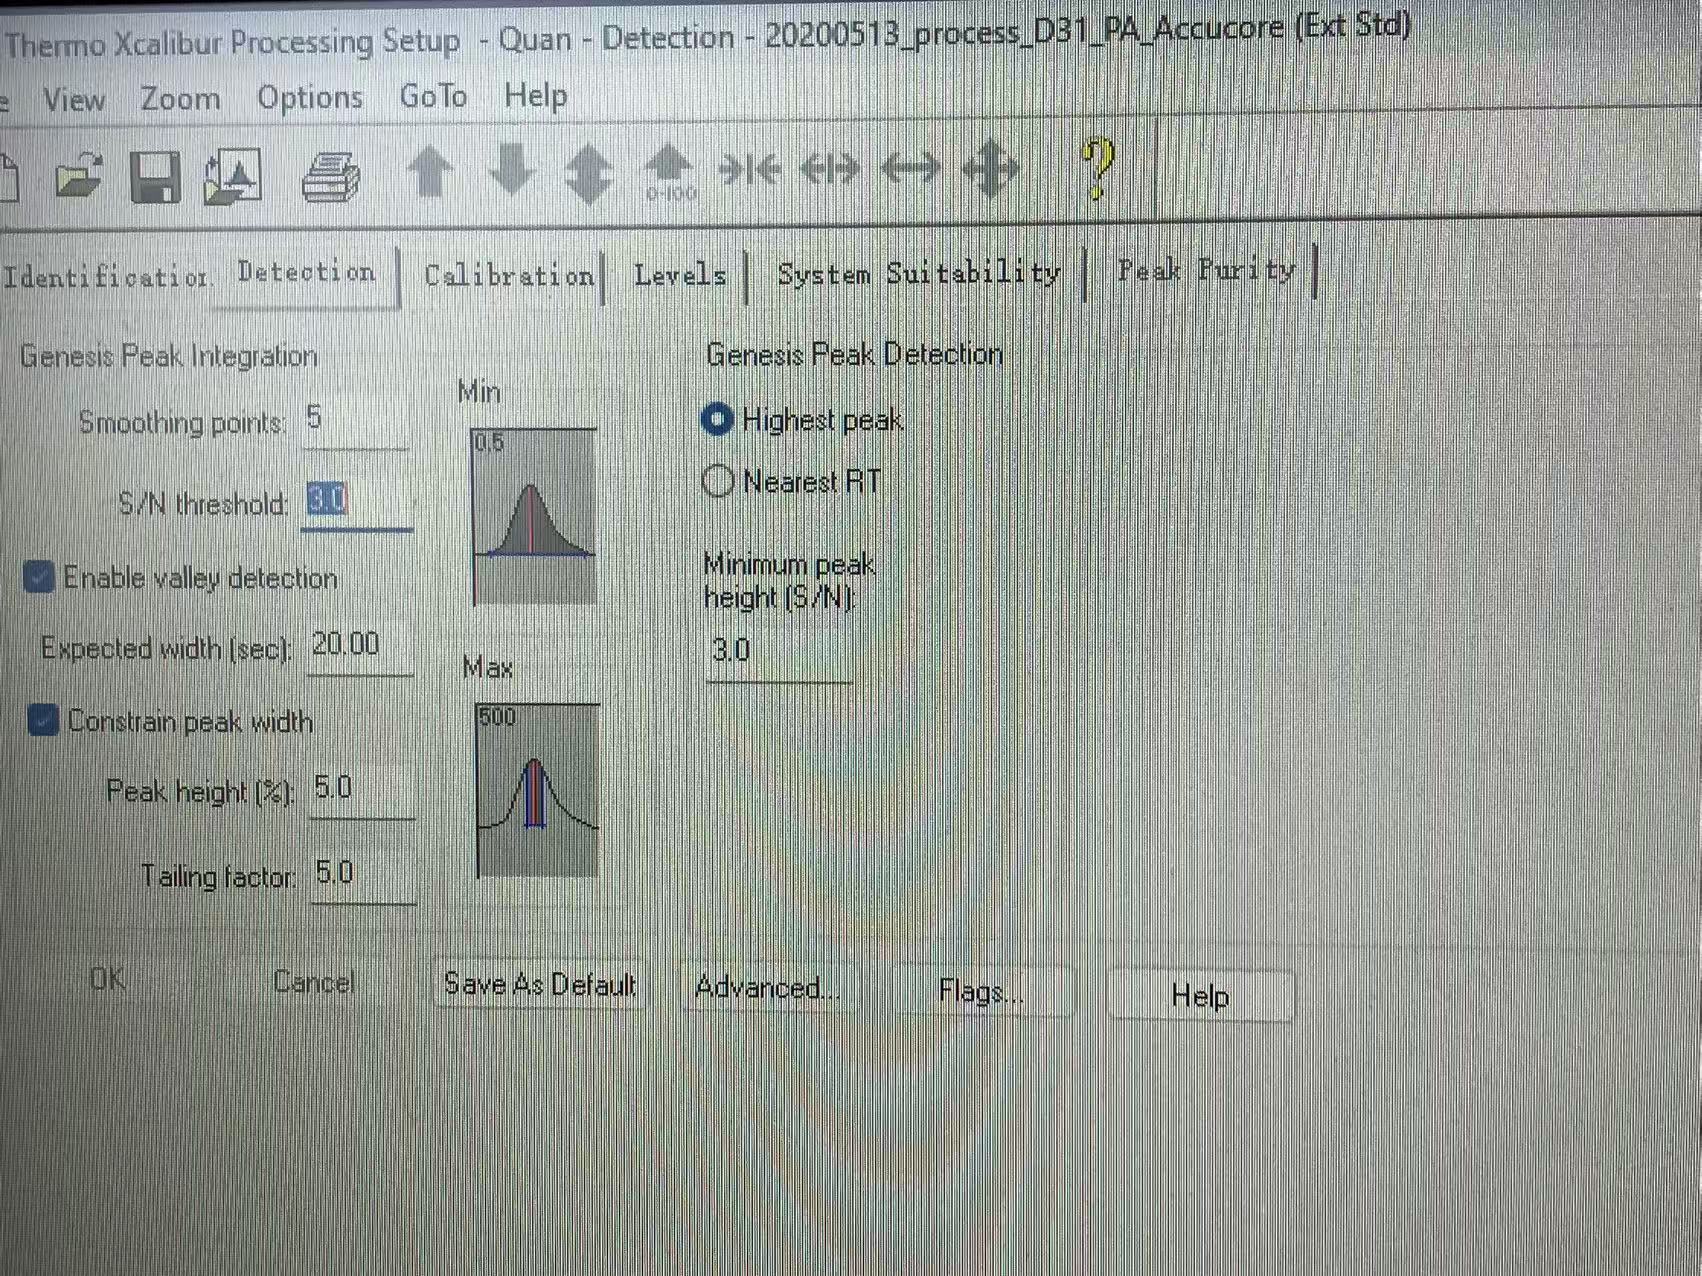 Thermo Xcalibur Processing Setup - Quan - Detection - 20200513_process_D31_PA_Accucore (Ext Std)
View Zoom Options GoTo Help
0-100
Identification Detection Calibration Levels System Suitability Peak Purity
Genesis Peak Integration
Smoothing points: 5
S/N threshold: 3.0
Enable valley detection
Expected width (sec): 20.00
Constrain peak width
Peak height (%): 5.0
Tailing factor: 5.0
Min
0.5
Max
500
Genesis Peak Detection
Highest peak
Nearest RT
Minimum peak
height (S/N):
3.0
OK Cancel Save As Default Advanced... Flags... Help